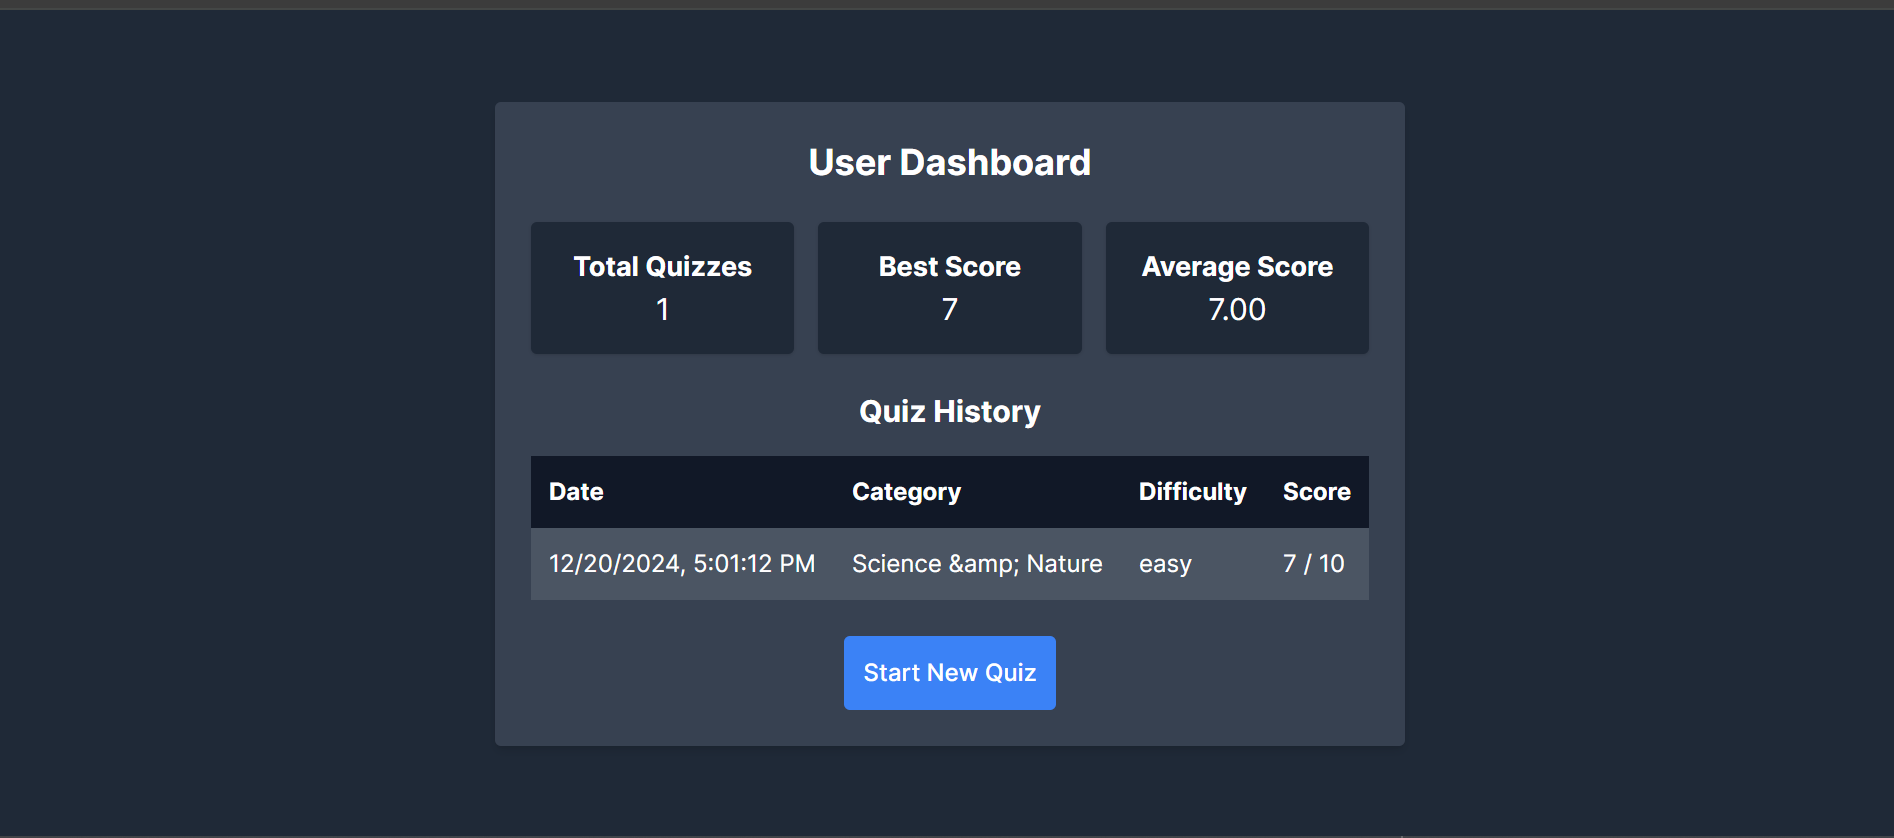 User Dashboard
Total Quizzes
1
Best Score
7
Average Score
7.00
Quiz History
Date Category Difficulty Score
12/20/2024, 5:01:12 PM Science &amp; Nature easy 7 / 10
Start New Quiz